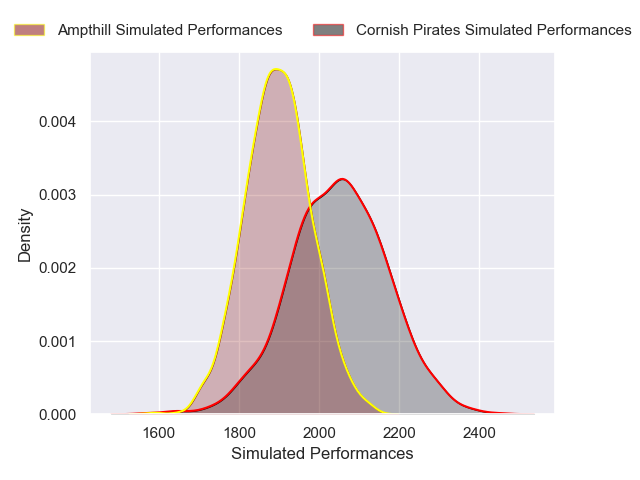 Ampthill Simulated Performances
Cornish Pirates Simulated Performances
Density
0.004
0.003
0.002
0.001
0.000
1600
1800
2000
2200
2400
Simulated Performances